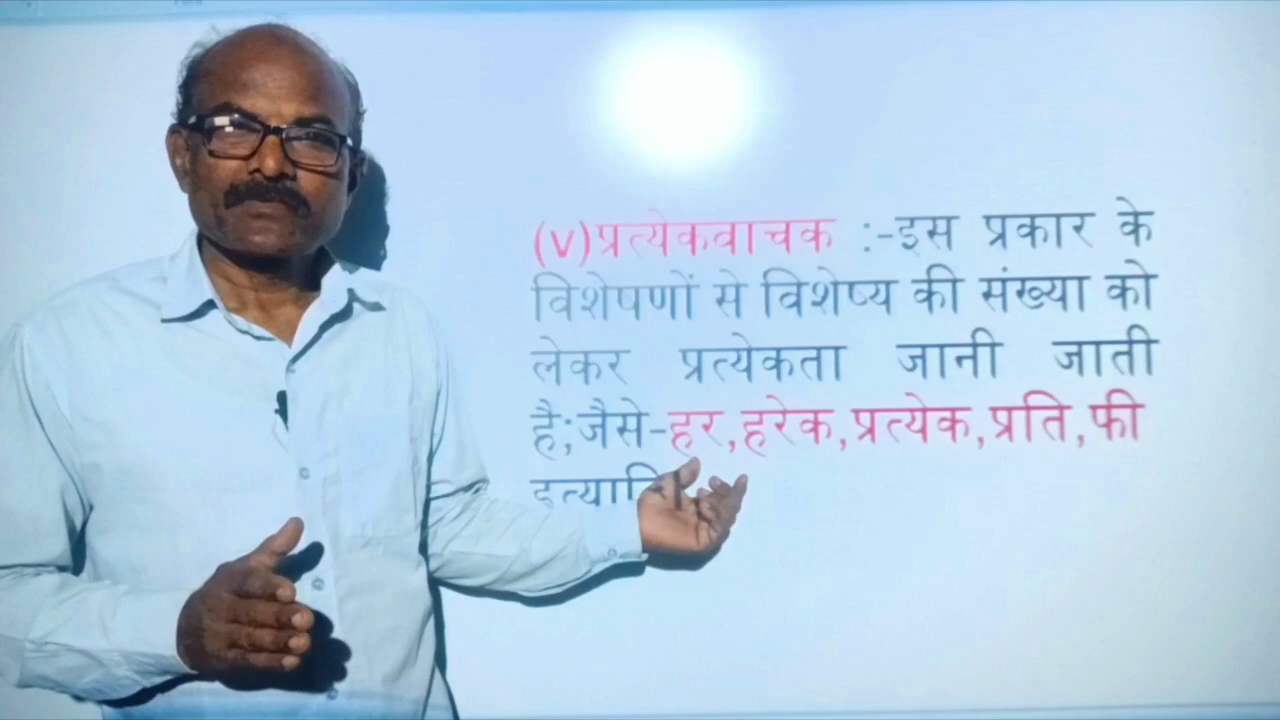 (v)प्रत्येकवाचक :-इस प्रकार के
विशेषणों से विशेष्य की संख्या को
लेकर प्रत्येकता जानी जाती
है;जैसे-हर,हरेक,प्रत्येक,प्रति,फी